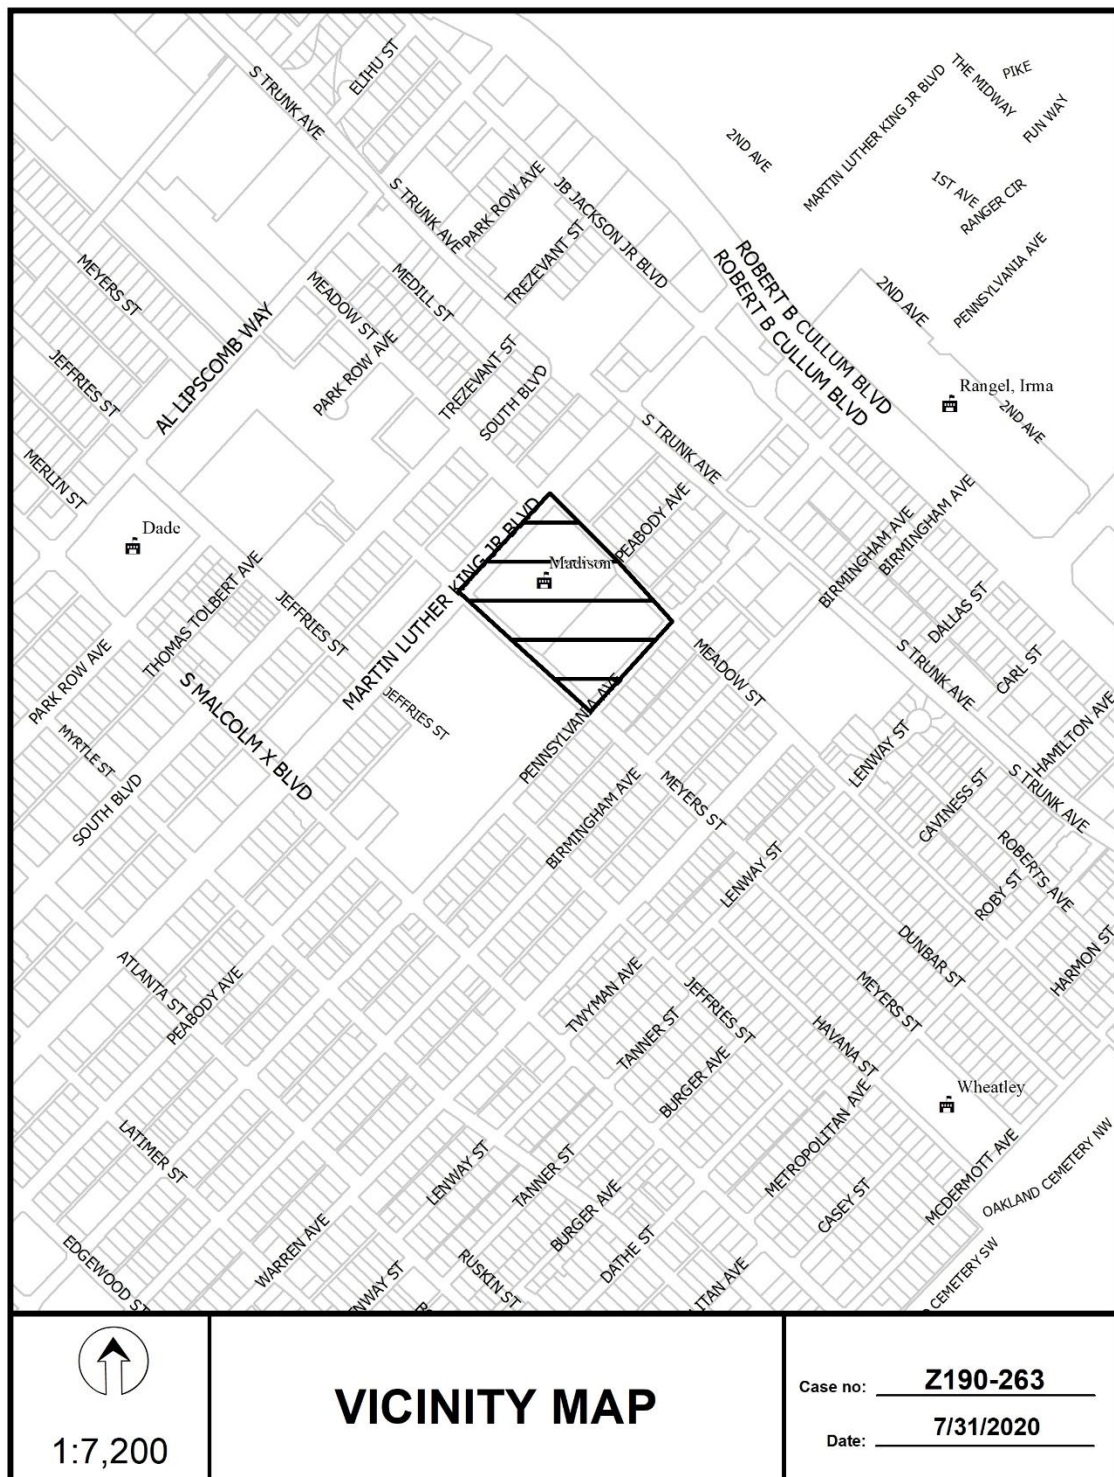 ELIHU ST
S TRUNK AVE
THE MIDWAY
PIKE
MARTIN LUTHER KING JR BLVD
FUN WAY
2ND AVE
1ST AVE
RANGER CIR
S TRUNK AVE
PARK ROW AVE
JB JACKSON JR BLVD
TREZEVANT ST
PENNSYLVANIA AVE
ROBERT B CULLUM BLVD
ROBERT B CULLUM BLVD
MEYERS ST
MEADOW ST
MEDILL ST
2ND AVE
JEFFRIES ST
AL LIPSCOMB WAY
PARK ROW AVE
TREZEVANT ST
SOUTH BLVD
Rangel, Irma
2ND AVE
S TRUNK AVE
MERLIN ST
Dade
MARTIN LUTHER KING JR BLVD
Madison
PEABODY AVE
BIRMINGHAM AVE
BIRMINGHAM AVE
THOMAS TOLBERT AVE
JEFFRIES ST
DALLAS ST
PARK ROW AVE
S MALCOLM X BLVD
JEFFRIES ST
MEADOW ST
S TRUNK AVE
CARL ST
MYRTLE ST
SOUTH BLVD
PENNSYLVANIA AVE
LENWAY ST
HAMILTON AVE
BIRMINGHAM AVE
MEYERS ST
CAVINESS ST
S TRUNK AVE
LENWAY ST
ROBERTS AVE
ROBY ST
ATLANTA ST
PEABODY AVE
TWYMAN AVE
DUNBAR ST
HARMON ST
TANNER ST
JEFFRIES ST
MEYERS ST
BURGER AVE
HAVANA ST
Wheatley
LATIMER ST
LENWAY ST
TANNER ST
METROPOLITAN AVE
MCDERMOTT AVE
OAKLAND CEMETERY NW
CASEY ST
EDGEWOOD ST
WARREN AVE
BURGER AVE
DATHE ST
ENWAY ST
RUSKIN ST
LITAN AVE
CEMETERY SW
1:7,200
VICINITY MAP
Case no: Z190-263
Date: 7/31/2020